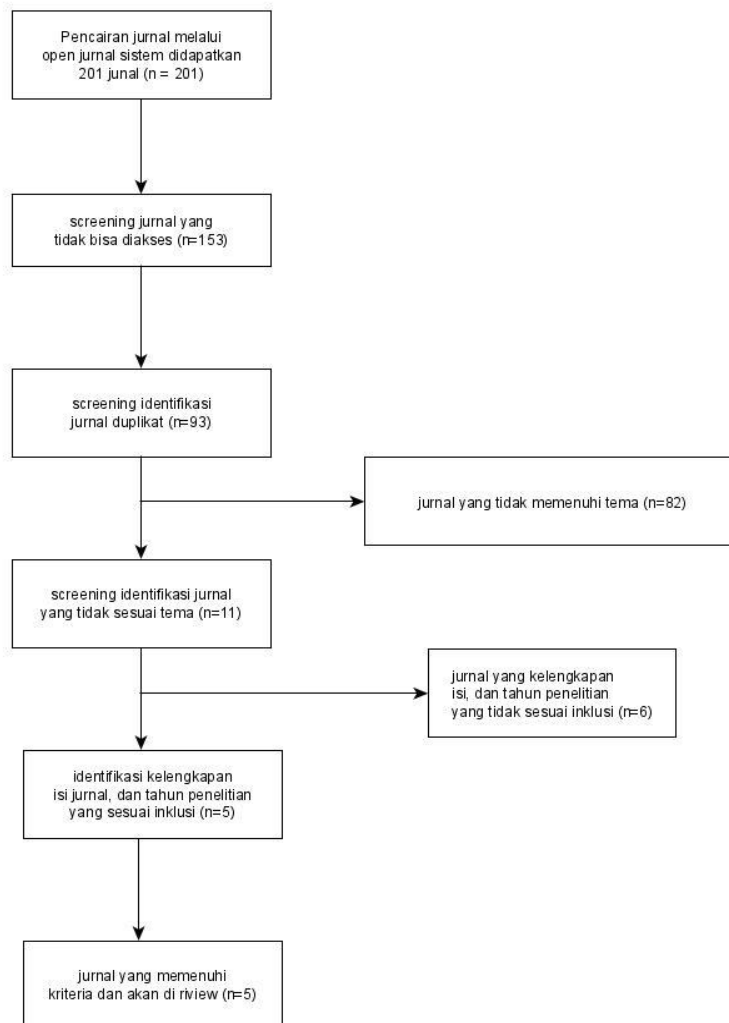 Pencairan jurnal melalui
open jurnal sistem didapatkan
201 junal (n = 201)
screening jurnal yang
tidak bisa diakses (n=153)
screening identifikasi
jurnal duplikat (n=93)
jurnal yang tidak memenuhi tema (n=82)
screening identifikasi jurnal
yang tidak sesuai tema (n=11)
jurnal yang kelengkapan
isi, dan tahun penelitian
yang tidak sesuai inklusi (n=6)
identifikasi kelengkapan
isi jurnal, dan tahun penelitian
yang sesuai inklusi (n=5)
jurnal yang memenuhi
kriteria dan akan di riview (n=5)